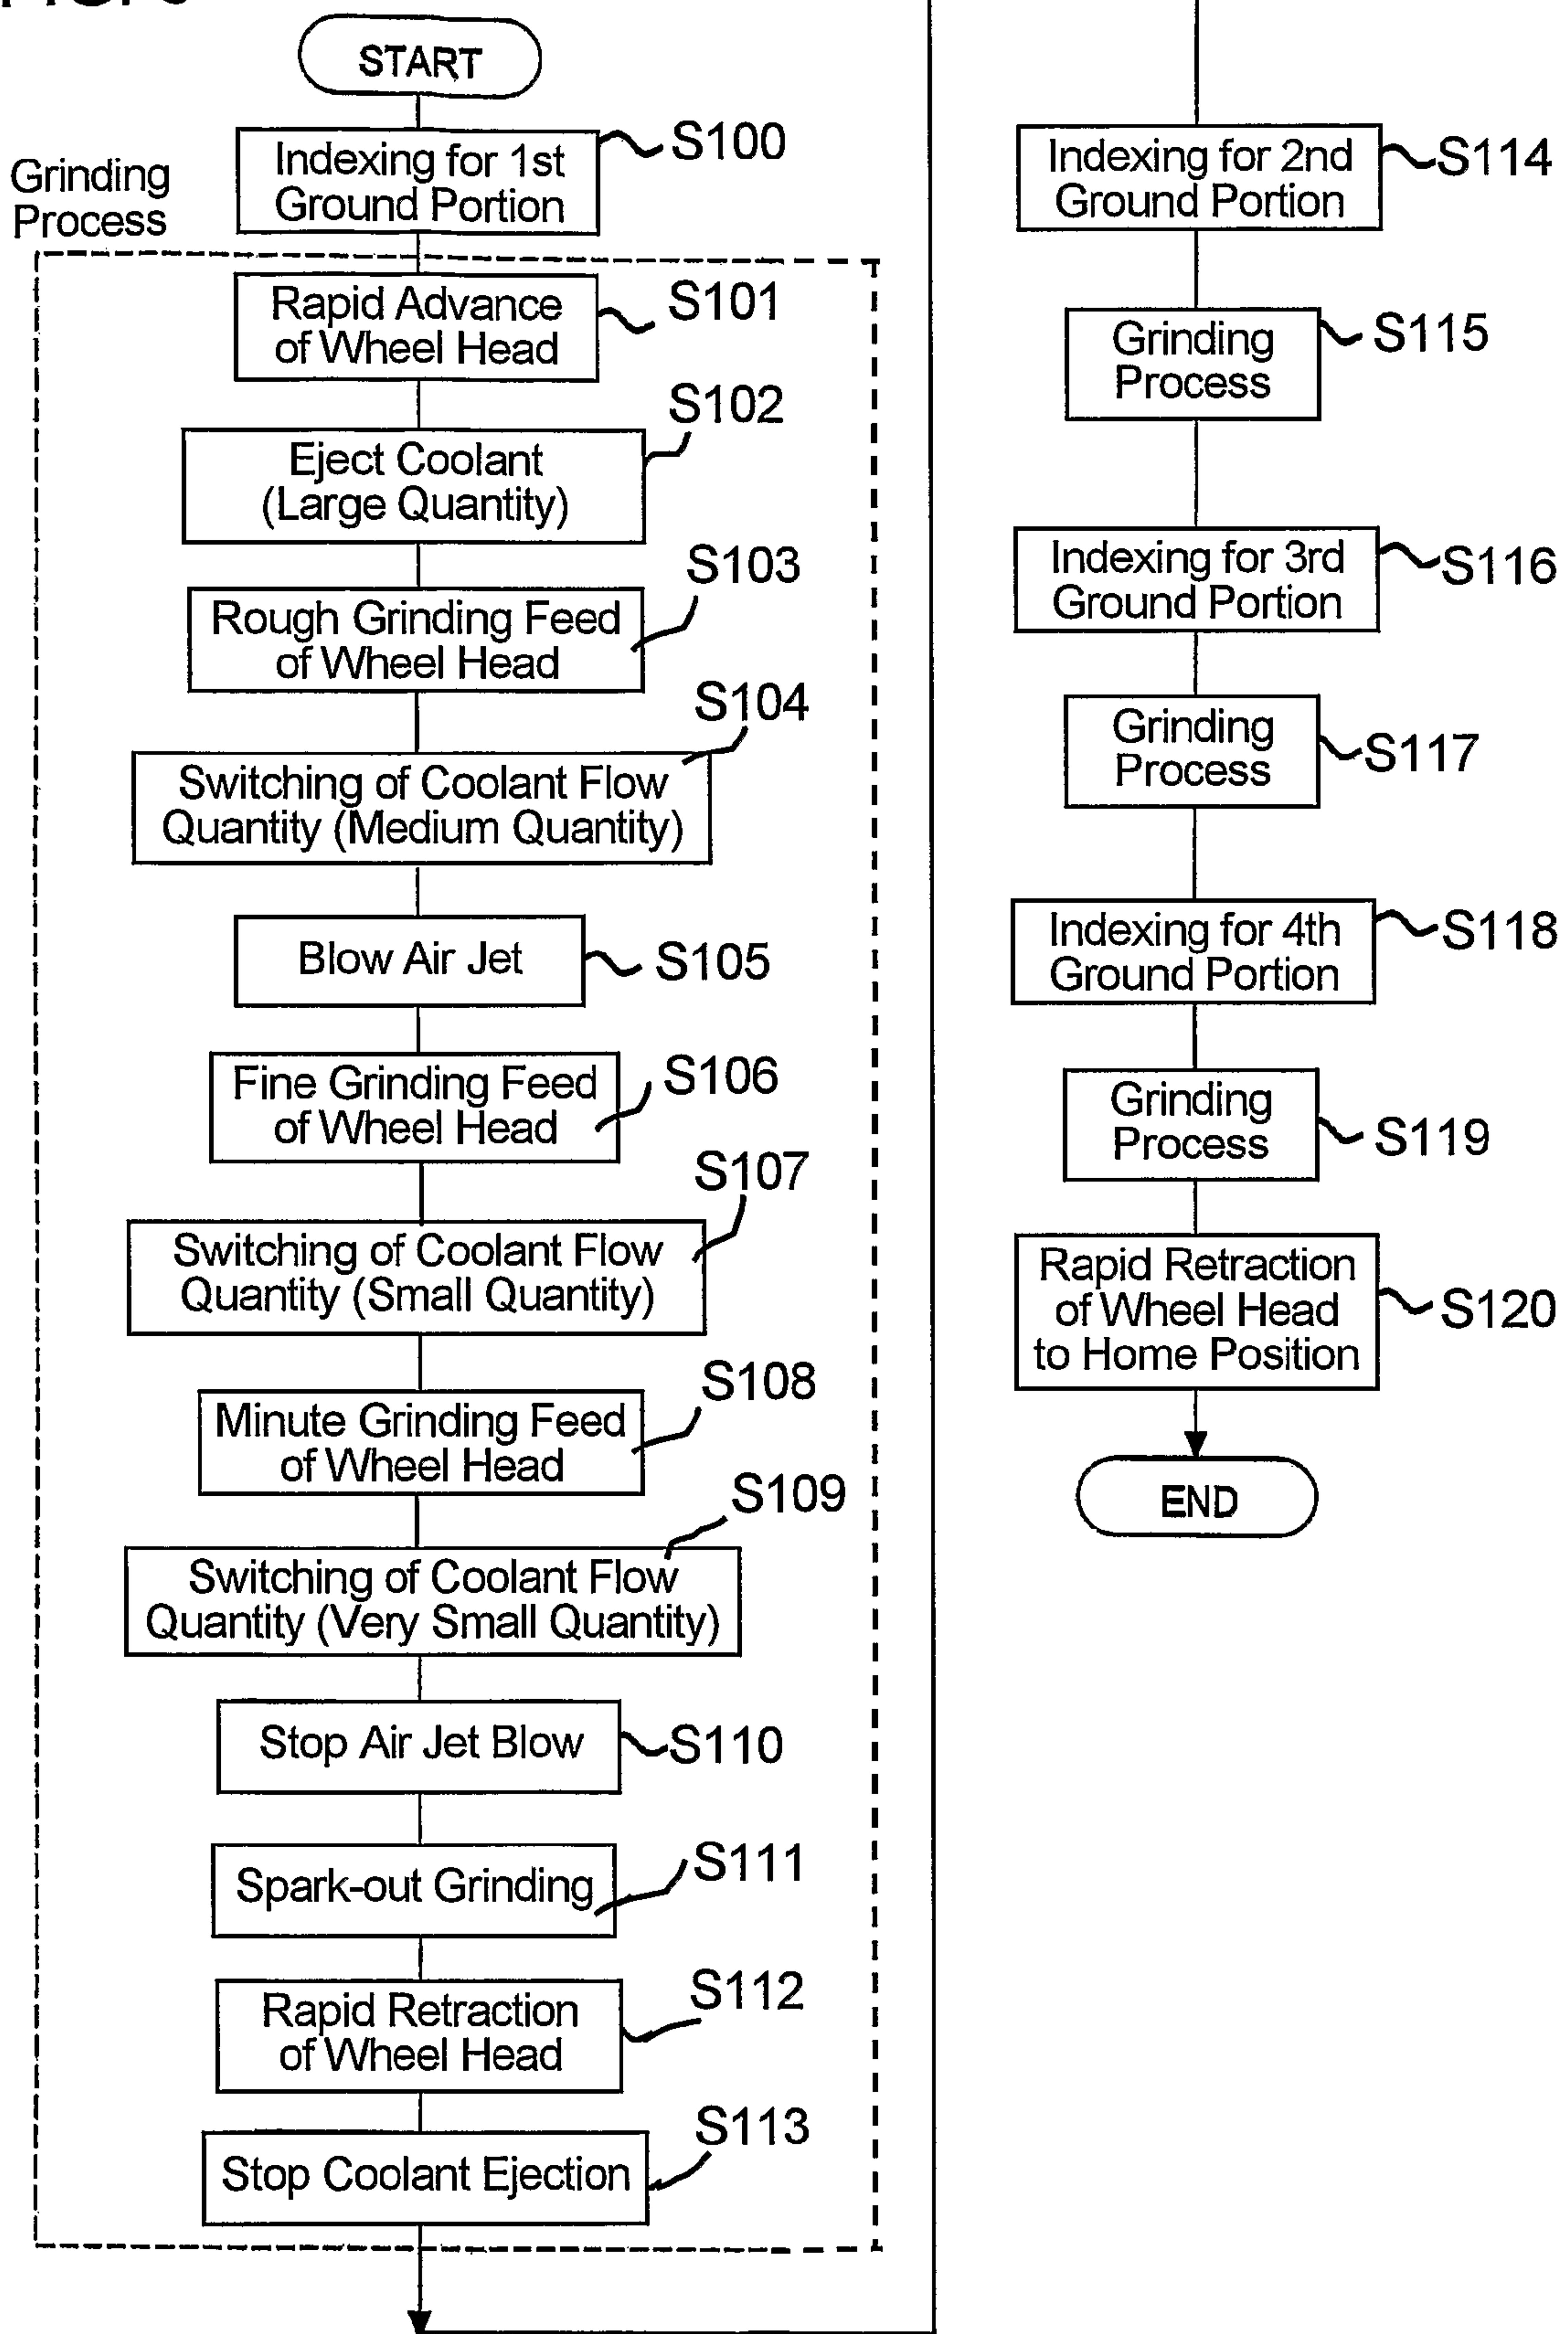 START
Indexing for 1st
Ground Portion
S100
Grinding
Process
Rapid Advance
of Wheel Head
S101
Eject Coolant
(Large Quantity)
S102
Rough Grinding Feed
of Wheel Head
S103
Switching of Coolant Flow
Quantity (Medium Quantity)
S104
Blow Air Jet
S105
Fine Grinding Feed
of Wheel Head
S106
Switching of Coolant Flow
Quantity (Small Quantity)
S107
Minute Grinding Feed
of Wheel Head
S108
Switching of Coolant Flow
Quantity (Very Small Quantity)
S109
Stop Air Jet Blow
S110
Spark-out Grinding
S111
Rapid Retraction
of Wheel Head
S112
Stop Coolant Ejection
S113
Indexing for 2nd
Ground Portion
S114
Grinding
Process
S115
Indexing for 3rd
Ground Portion
S116
Grinding
Process
S117
Indexing for 4th
Ground Portion
S118
Grinding
Process
S119
Rapid Retraction
of Wheel Head
to Home Position
S120
END